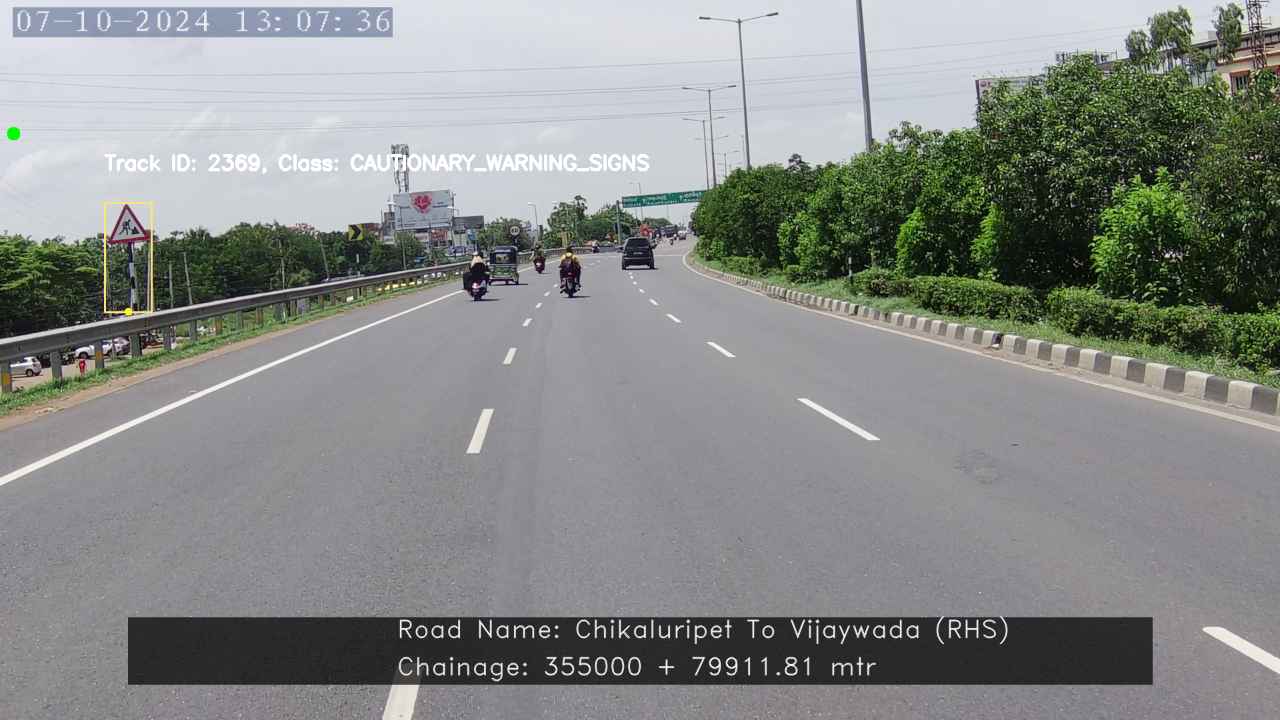 07-10-2024 13:07:36
Track ID: 2369, Class: CAUTIONARY_WARNING_SIGNS
Road Name: Chikaluripet To Vijaywada (RHS)
Chainage: 355000 + 79911.81 mtr